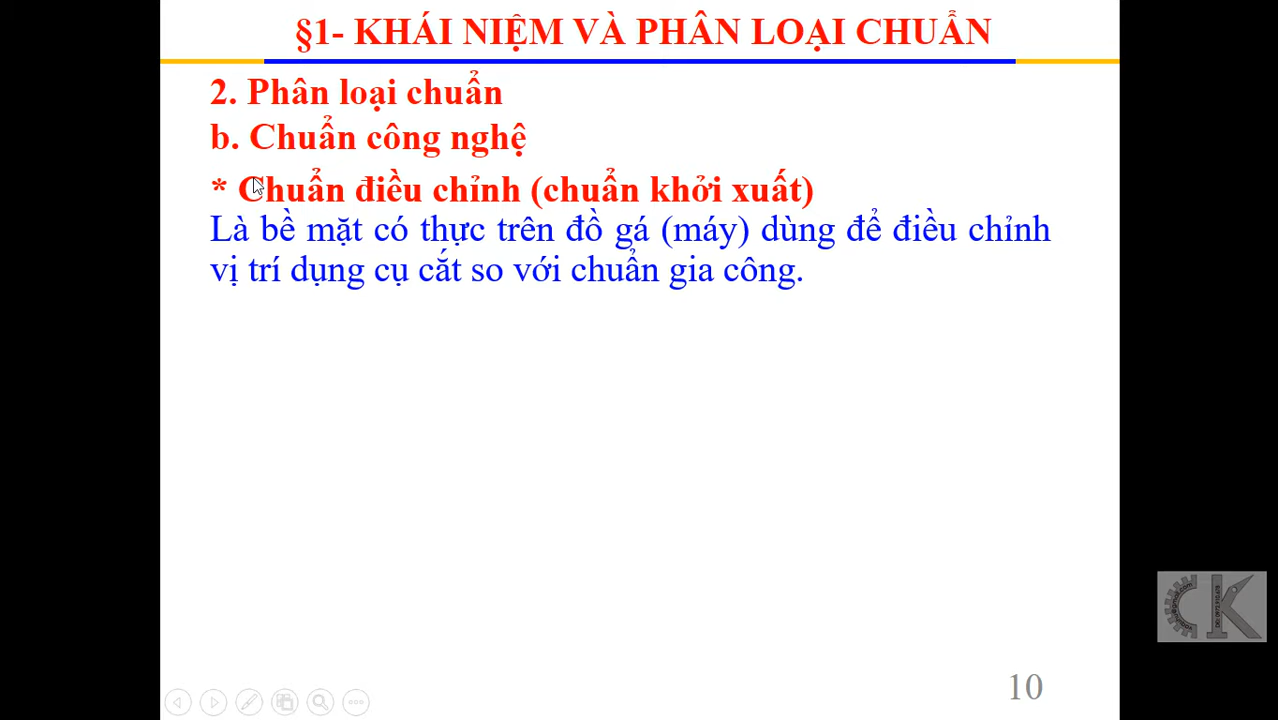 §1- KHÁI NIỆM VÀ PHÂN LOẠI CHUẨN
2. Phân loại chuẩn
b. Chuẩn công nghệ
* Chuẩn điều chỉnh (chuẩn khởi xuất)
Là bề mặt có thực trên đồ gá (máy) dùng để điều chỉnh
vị trí dụng cụ cắt so với chuẩn gia công.
10